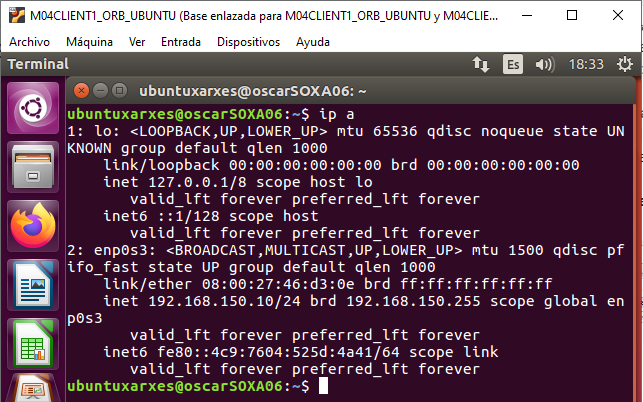 M04CLIENT1_ORB_UBUNTU (Base enlazada para M04CLIENT1_ORB_UBUNTU y M04CLIE...
Archivo Máquina Ver Entrada Dispositivos Ayuda
Terminal Es 18:33
ubuntuxarxes@oscarSOXA06: ~
ubuntuxarxes@oscarSOXA06:~$ ip a
1: lo: <LOOPBACK,UP,LOWER_UP> mtu 65536 qdisc noqueue state UN
KNOWN group default qlen 1000
    link/loopback 00:00:00:00:00:00 brd 00:00:00:00:00:00
    inet 127.0.0.1/8 scope host lo
       valid_lft forever preferred_lft forever
    inet6 ::1/128 scope host
       valid_lft forever preferred_lft forever
2: enp0s3: <BROADCAST,MULTICAST,UP,LOWER_UP> mtu 1500 qdisc pf
ifo_fast state UP group default qlen 1000
    link/ether 08:00:27:46:d3:0e brd ff:ff:ff:ff:ff:ff
    inet 192.168.150.10/24 brd 192.168.150.255 scope global en
p0s3
       valid_lft forever preferred_lft forever
    inet6 fe80::4c9:7604:525d:4a41/64 scope link
       valid_lft forever preferred_lft forever
ubuntuxarxes@oscarSOXA06:~$